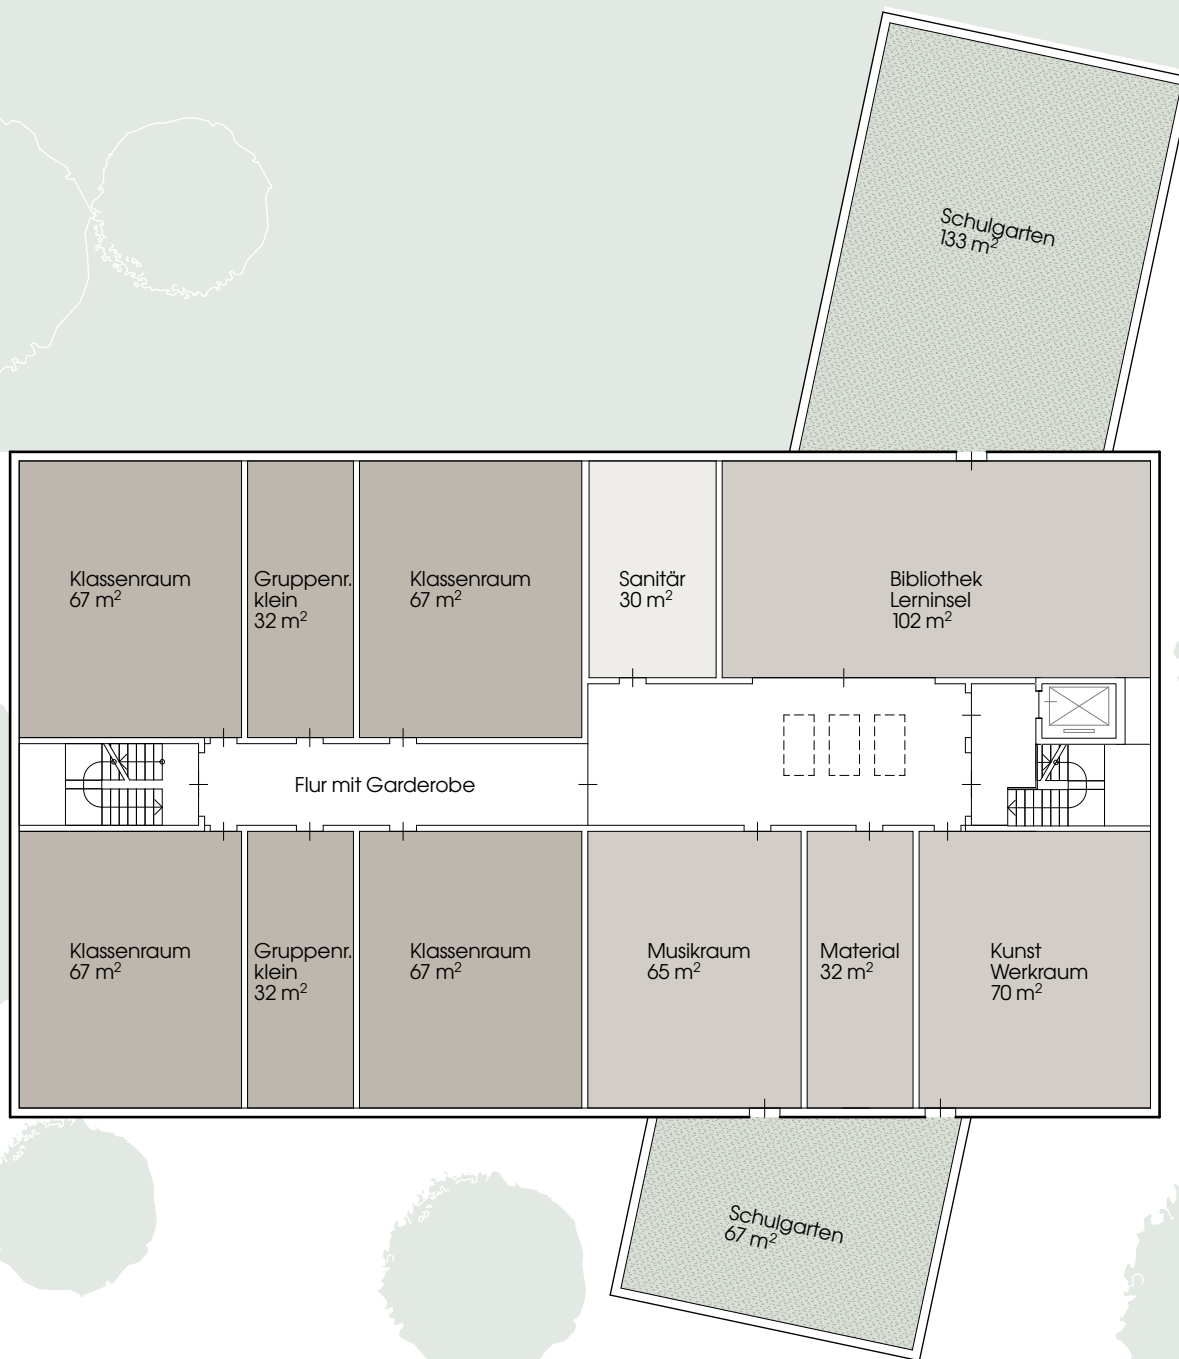 Schulgarten
133 m²
Klassenraum
67 m²
Gruppenr.
klein
32 m²
Klassenraum
67 m²
Sanitär
30 m²
Bibliothek
Lerninsel
102 m²
Flur mit Garderobe
Klassenraum
67 m²
Gruppenr.
klein
32 m²
Klassenraum
67 m²
Musikraum
65 m²
Material
32 m²
Kunst
Werkraum
70 m²
Schulgarten
67 m²